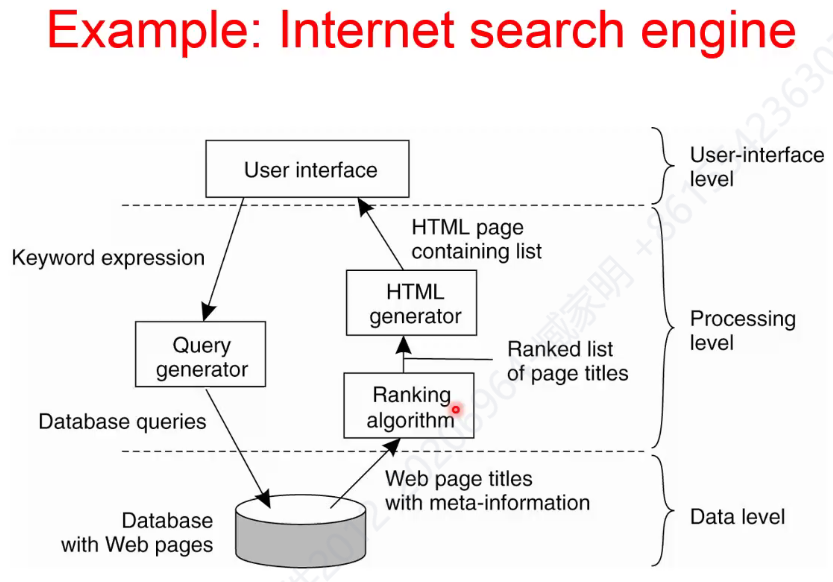 Example: Internet search engine
User interface
User-interface
level
Keyword expression
HTML page
containing list
HTML
generator
Query
generator
Ranked list
of page titles
Processing
level
Ranking
algorithm
Database queries
Web page titles
with meta-information
Database
with Web pages
Data level